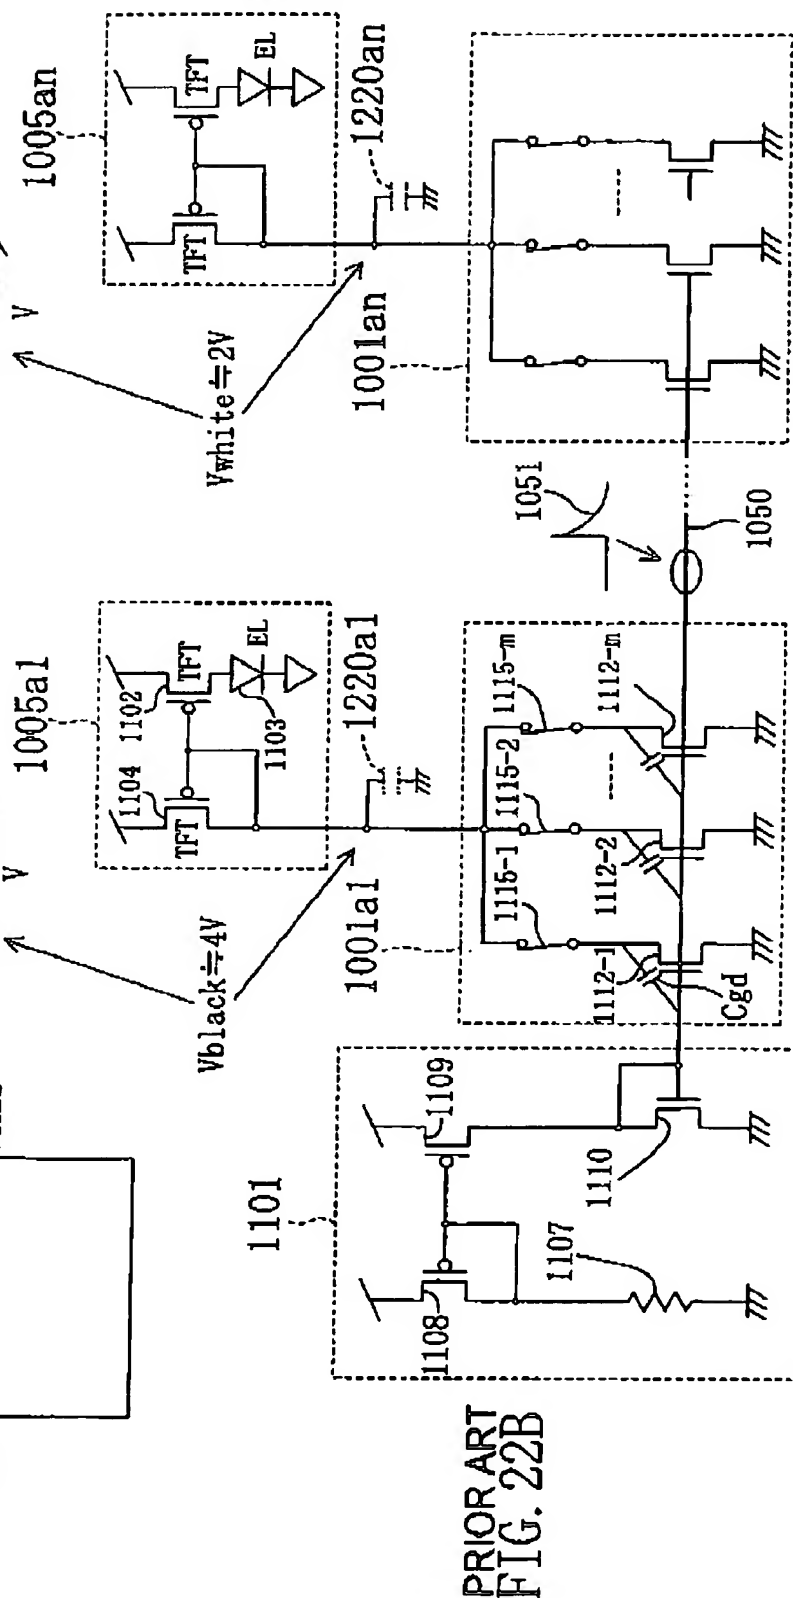 1005an
TFT
TFT
EL
1220an
V
Vwhite≒2V
1001an
1051
1050
1005a1
1102
1104
TFT
TFT
EL
1103
1220a1
V
Vblack≒4V
1001a1
1115-1
1115-2
1115-m
1112-1
1112-2
1112-m
Cgd
1101
1109
1108
1110
1107
PRIOR ART
FIG. 22B